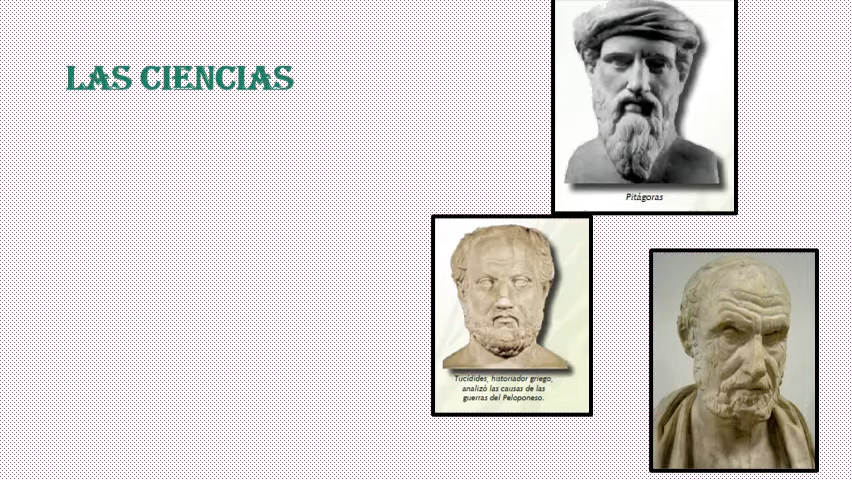 LAS CIENCIAS
Pitágoras
Tucídides, historiador griego,
analizó las causas de las
guerras del Peloponeso.